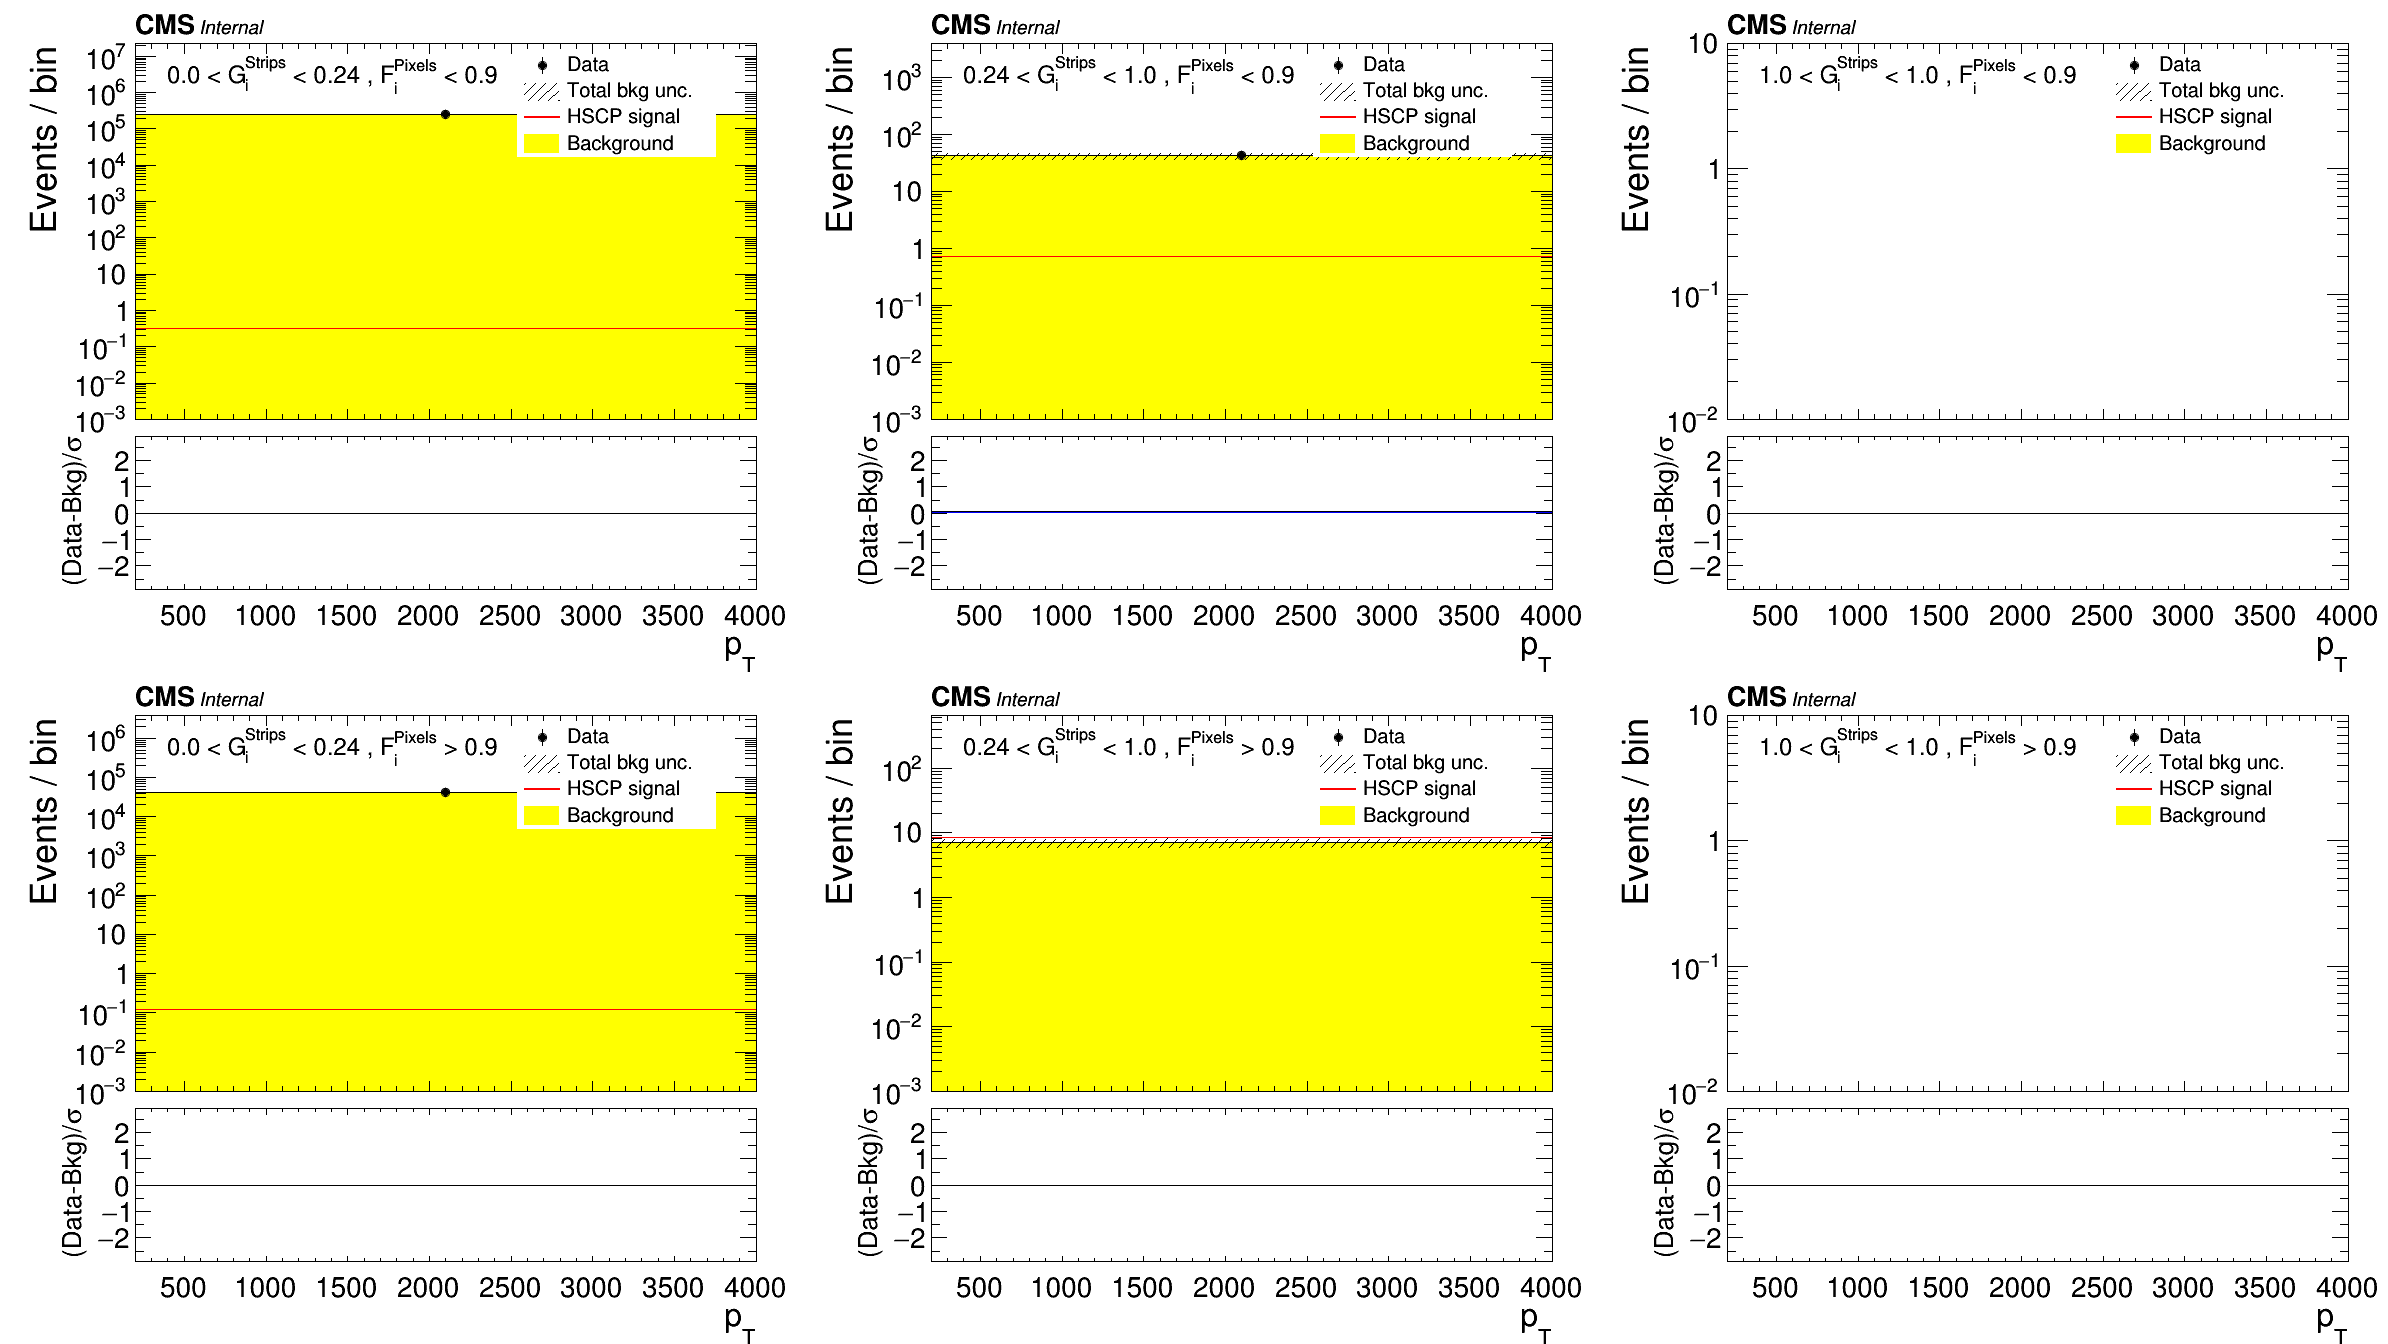 CMS Internal
Events / bin
10^7
10^6
10^5
10^4
10^3
10^2
10
1
10^−1
10^−2
10^−3
0.0 < G_i^Strips < 0.24 , F_i^Pixels < 0.9
Data
Total bkg unc.
HSCP signal
Background
(Data-Bkg)/σ
2
1
0
−1
−2
500 1000 1500 2000 2500 3000 3500 4000
p_T
CMS Internal
Events / bin
10^3
10^2
10
1
10^−1
10^−2
10^−3
0.24 < G_i^Strips < 1.0 , F_i^Pixels < 0.9
Data
Total bkg unc.
HSCP signal
Background
(Data-Bkg)/σ
2
1
0
−1
−2
500 1000 1500 2000 2500 3000 3500 4000
p_T
CMS Internal
Events / bin
10
1
10^−1
10^−2
1.0 < G_i^Strips < 1.0 , F_i^Pixels < 0.9
Data
Total bkg unc.
HSCP signal
Background
(Data-Bkg)/σ
2
1
0
−1
−2
500 1000 1500 2000 2500 3000 3500 4000
p_T
CMS Internal
Events / bin
10^6
10^5
10^4
10^3
10^2
10
1
10^−1
10^−2
10^−3
0.0 < G_i^Strips < 0.24 , F_i^Pixels > 0.9
Data
Total bkg unc.
HSCP signal
Background
(Data-Bkg)/σ
2
1
0
−1
−2
500 1000 1500 2000 2500 3000 3500 4000
p_T
CMS Internal
Events / bin
10^2
10
1
10^−1
10^−2
10^−3
0.24 < G_i^Strips < 1.0 , F_i^Pixels > 0.9
Data
Total bkg unc.
HSCP signal
Background
(Data-Bkg)/σ
2
1
0
−1
−2
500 1000 1500 2000 2500 3000 3500 4000
p_T
CMS Internal
Events / bin
10
1
10^−1
10^−2
1.0 < G_i^Strips < 1.0 , F_i^Pixels > 0.9
Data
Total bkg unc.
HSCP signal
Background
(Data-Bkg)/σ
2
1
0
−1
−2
500 1000 1500 2000 2500 3000 3500 4000
p_T